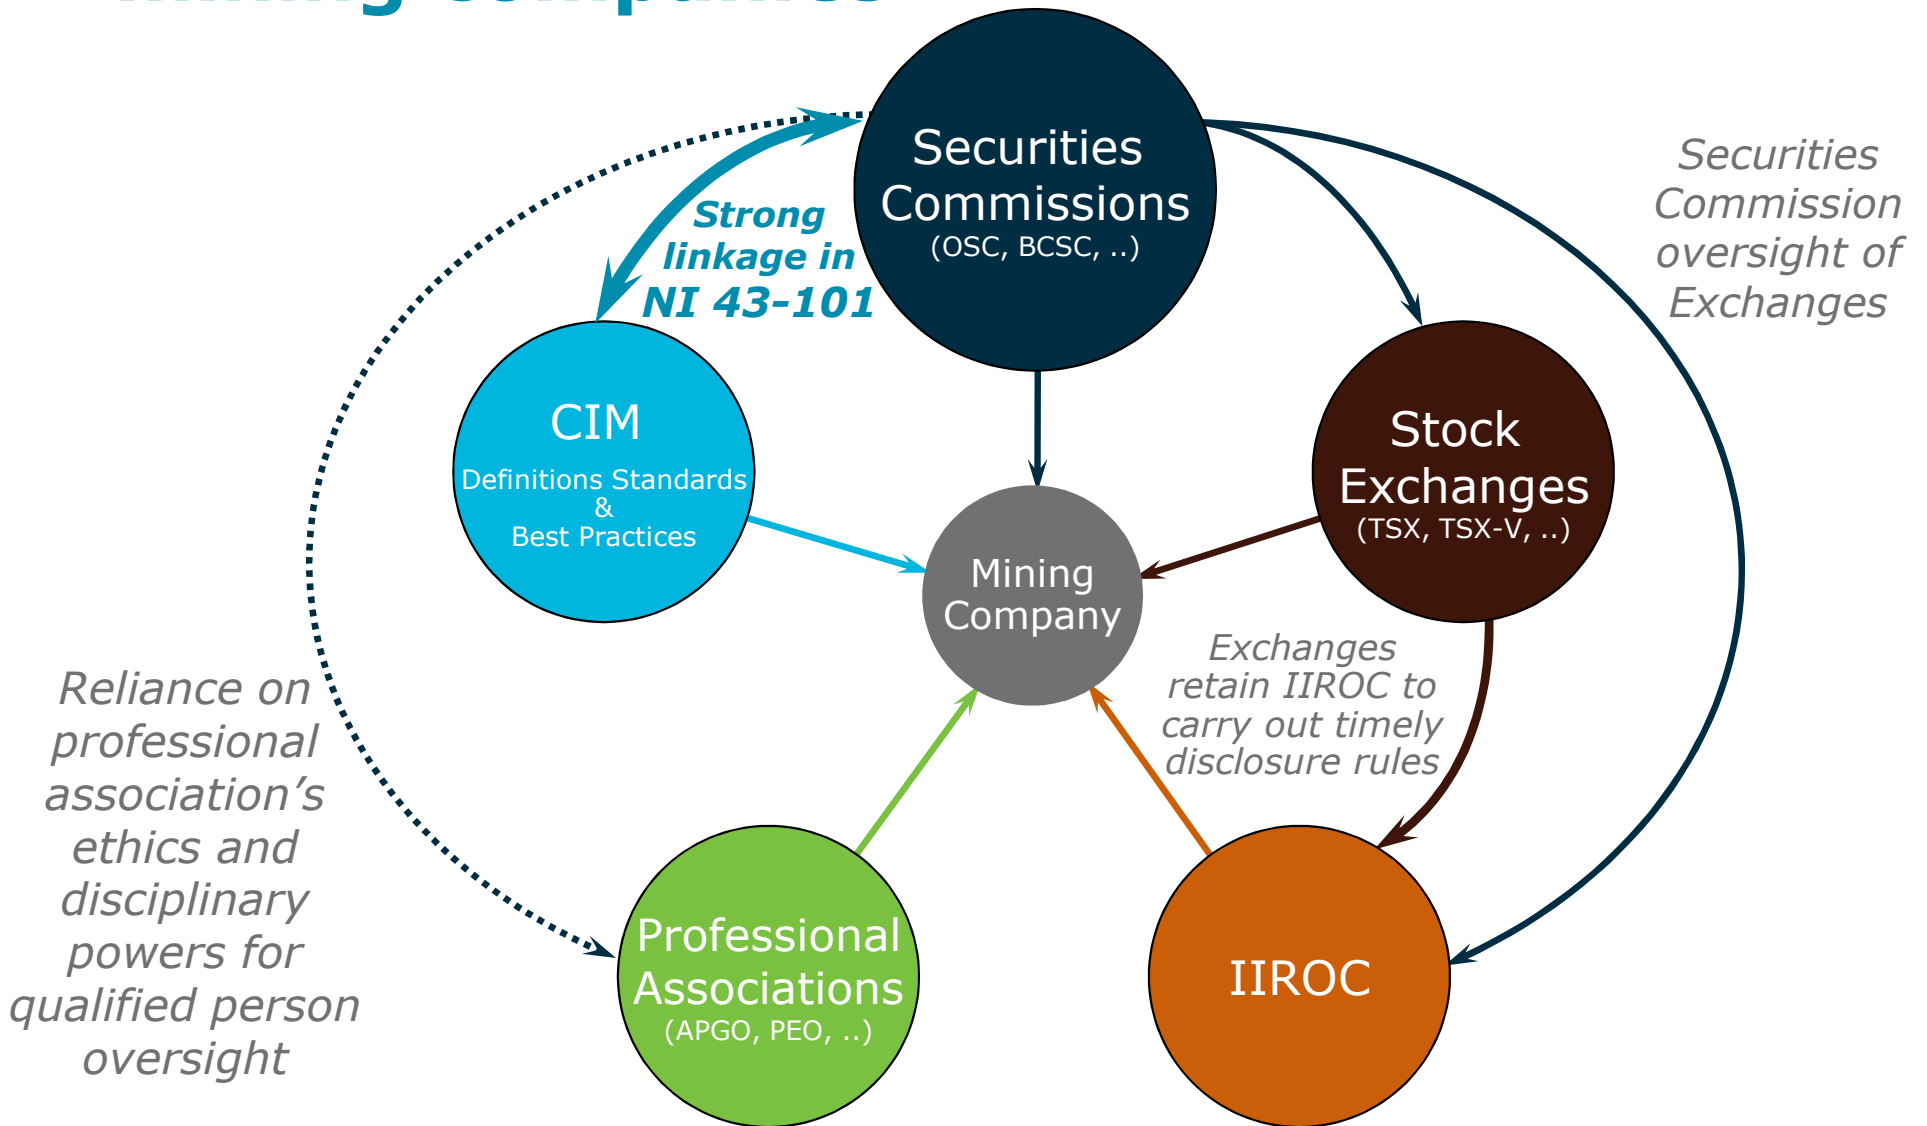 mining companies
Securities
Commissions
(OSC, BCSC, ..)
Securities
Commission
oversight of
Exchanges
Strong
linkage in
NI 43-101
CIM
Definitions Standards
&
Best Practices
Stock
Exchanges
(TSX, TSX-V, ..)
Mining
Company
Exchanges
retain IIROC to
carry out timely
disclosure rules
Reliance on
professional
association’s
ethics and
disciplinary
powers for
qualified person
oversight
Professional
Associations
(APGO, PEO, ..)
IIROC